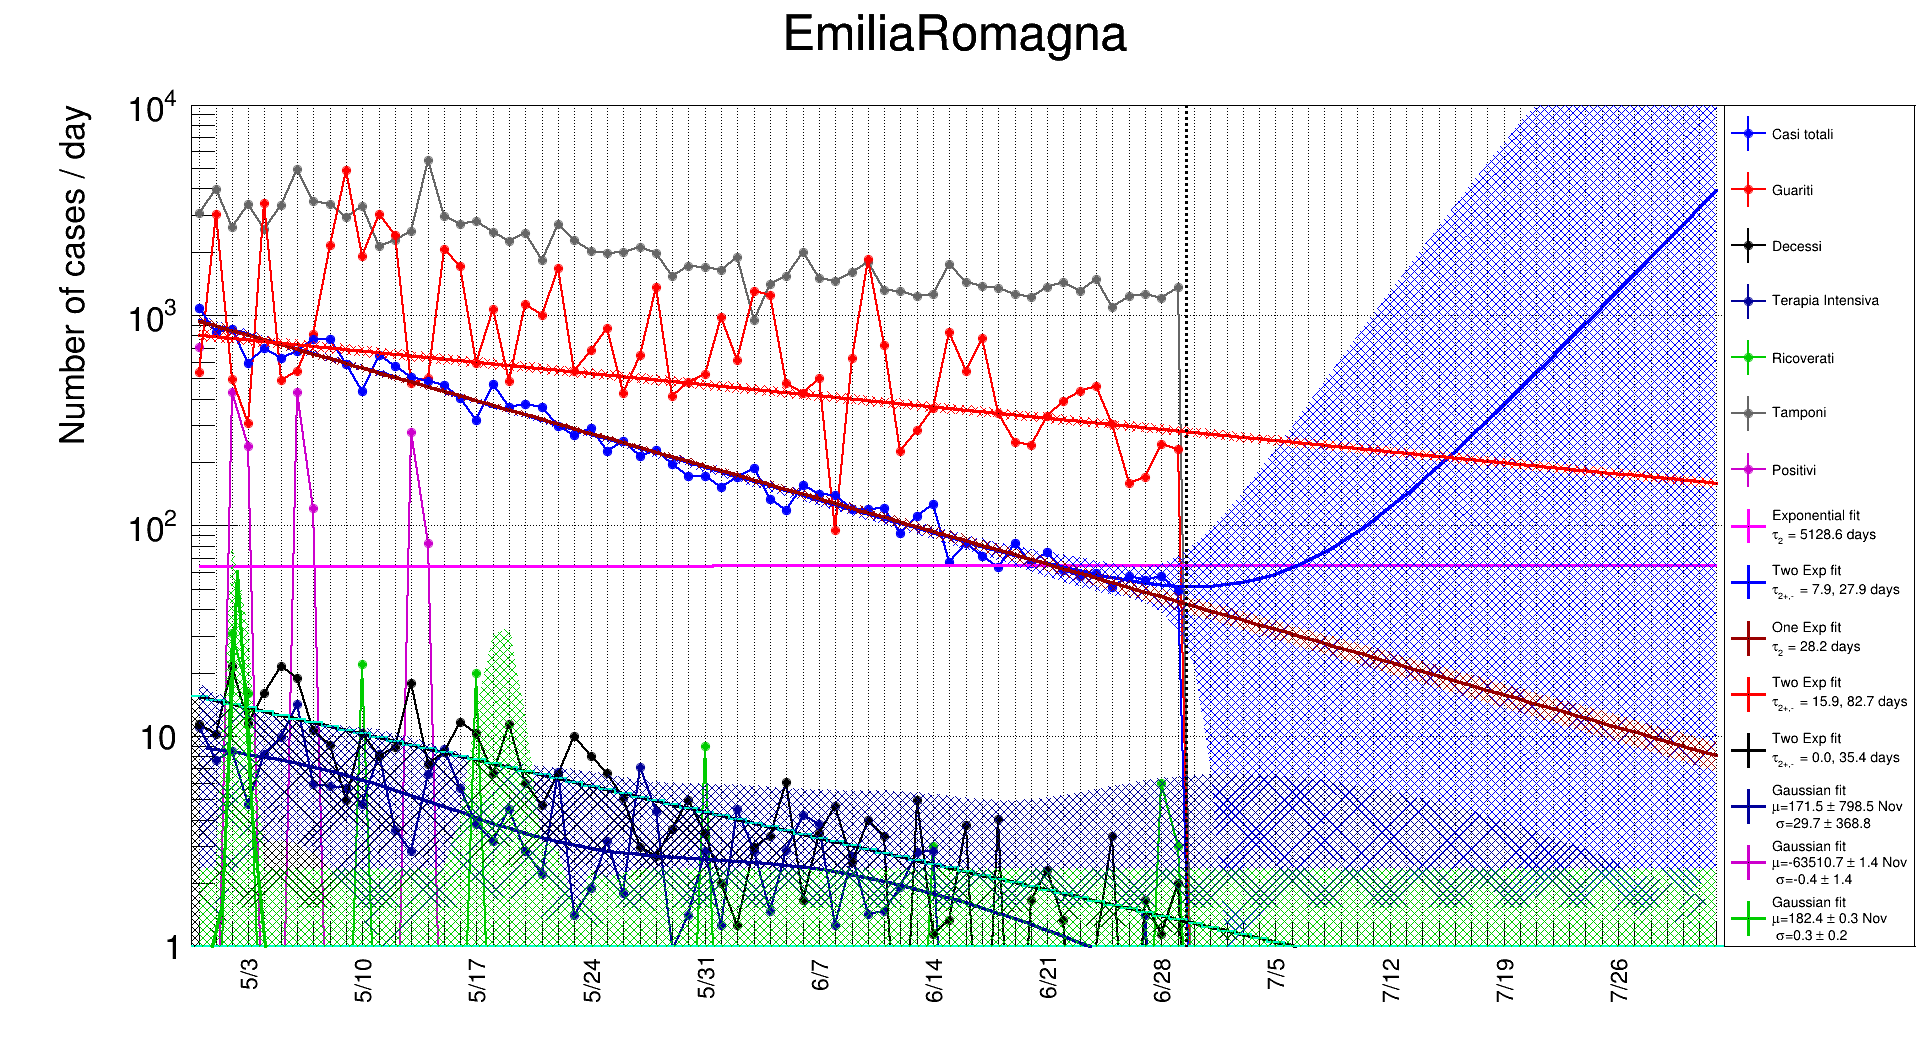 EmiliaRomagna
Number of cases / day
10^4
10^3
10^2
10
1
5/3
5/10
5/17
5/24
5/31
6/7
6/14
6/21
6/28
7/5
7/12
7/19
7/26
Casi totali
Guariti
Decessi
Terapia Intensiva
Ricoverati
Tamponi
Positivi
Exponential fit
τ2 = 5128.6 days
Two Exp fit
τ2+,- = 7.9, 27.9 days
One Exp fit
τ2 = 28.2 days
Two Exp fit
τ2+,- = 15.9, 82.7 days
Two Exp fit
τ2+,- = 0.0, 35.4 days
Gaussian fit
μ=171.5 ± 798.5 Nov
σ=29.7 ± 368.8
Gaussian fit
μ=-63510.7 ± 1.4 Nov
σ=-0.4 ± 1.4
Gaussian fit
μ=182.4 ± 0.3 Nov
σ=0.3 ± 0.2